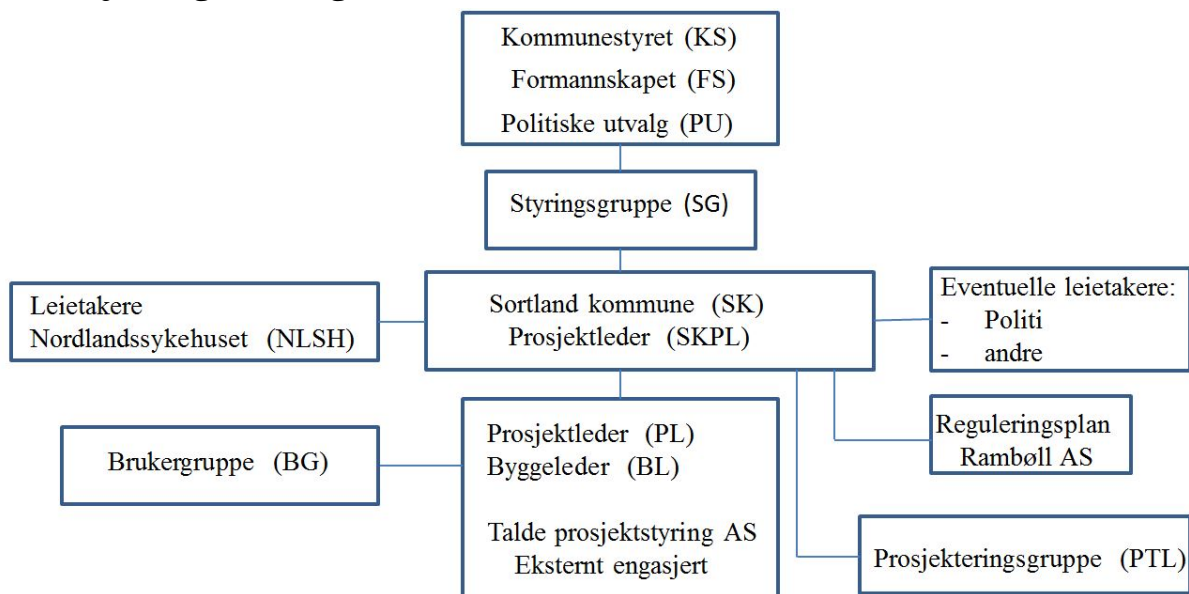 Kommunestyret (KS)
Formannskapet (FS)
Politiske utvalg (PU)
Styringsgruppe (SG)
Leietakere
Nordlandssykehuset (NLSH)
Sortland kommune (SK)
Prosjektleder (SKPL)
Eventuelle leietakere:
- Politi
- andre
Brukergruppe (BG)
Prosjektleder (PL)
Byggeleder (BL)
Talde prosjektstyring AS
Eksternt engasjert
Reguleringsplan
Rambøll AS
Prosjekteringsgruppe (PTL)